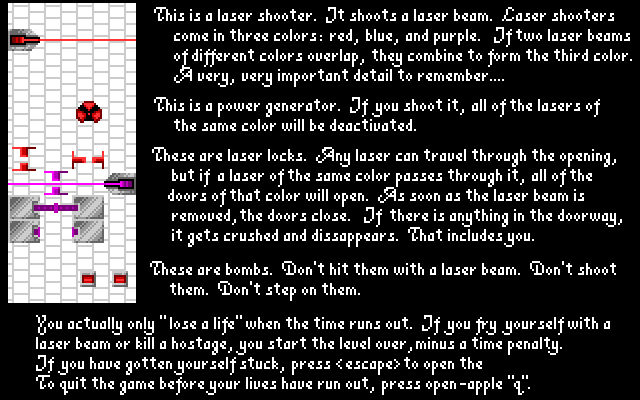 This is a laser shooter. It shoots a laser beam. Laser shooters
come in three colors: red, blue, and purple. If two laser beams
of different colors overlap, they combine to form the third color.
A very, very important detail to remember....
This is a power generator. If you shoot it, all of the lasers of
the same color will be deactivated.
These are laser locks. Any laser can travel through the opening,
but if a laser of the same color passes through it, all of the
doors of that color will open. As soon as the laser beam is
removed, the doors close. If there is anything in the doorway,
it gets crushed and dissappears. That includes you.
These are bombs. Don't hit them with a laser beam. Don't shoot
them. Don't step on them.
You actually only "lose a life" when the time runs out. If you fry yourself with a
laser beam or kill a hostage, you start the level over, minus a time penalty.
If you have gotten yourself stuck, press <escape> to open the
To quit the game before your lives have run out, press open-apple "q".